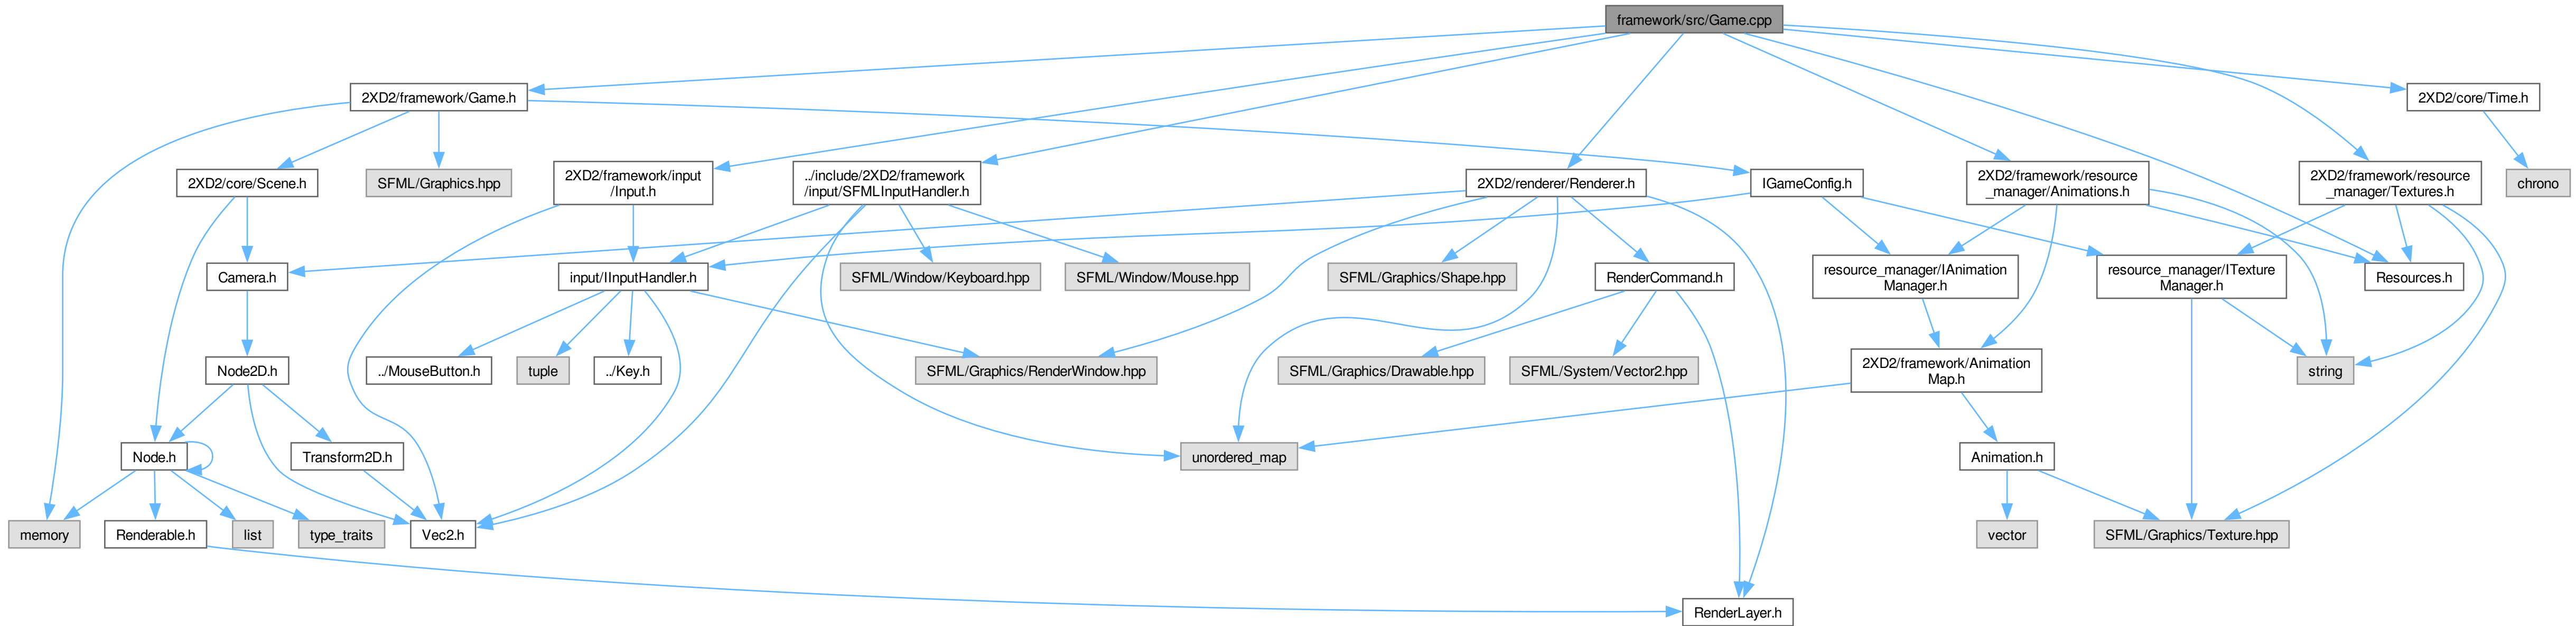 framework/src/Game.cpp
2XD2/framework/Game.h
2XD2/core/Time.h
2XD2/core/Scene.h
SFML/Graphics.hpp
2XD2/framework/input
/Input.h
../include/2XD2/framework
/input/SFMLInputHandler.h
2XD2/renderer/Renderer.h
IGameConfig.h
2XD2/framework/resource
_manager/Animations.h
2XD2/framework/resource
_manager/Textures.h
chrono
Camera.h
input/IInputHandler.h
SFML/Window/Keyboard.hpp
SFML/Window/Mouse.hpp
SFML/Graphics/Shape.hpp
RenderCommand.h
resource_manager/IAnimation
Manager.h
resource_manager/ITexture
Manager.h
Resources.h
Node2D.h
../MouseButton.h
tuple
../Key.h
SFML/Graphics/RenderWindow.hpp
SFML/Graphics/Drawable.hpp
SFML/System/Vector2.hpp
2XD2/framework/Animation
Map.h
string
Node.h
Transform2D.h
unordered_map
Animation.h
memory
Renderable.h
list
type_traits
Vec2.h
vector
SFML/Graphics/Texture.hpp
RenderLayer.h